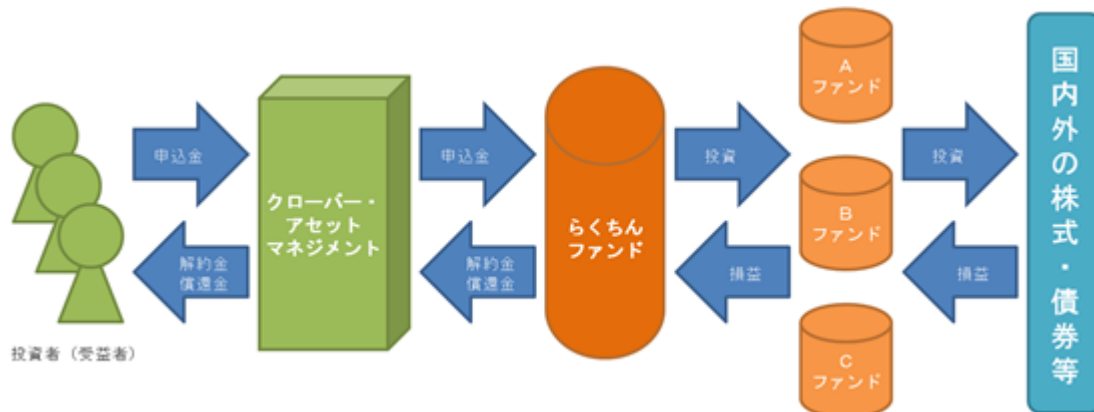 投資者（受益者）
申込金
解約金
償還金
クローバー・
アセット
マネジメント
申込金
解約金
償還金
らくちん
ファンド
投資
損益
A
ファンド
B
ファンド
C
ファンド
投資
損益
国内外の株式・債券等